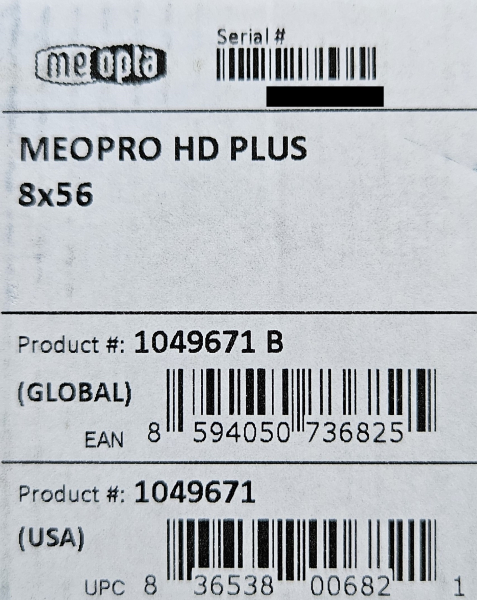 meopta
Serial #
MEOPRO HD PLUS
8x56
Product #: 1049671 B
(GLOBAL)
EAN 8 594050 736825
Product #: 1049671
(USA)
UPC 8 36538 00682 1